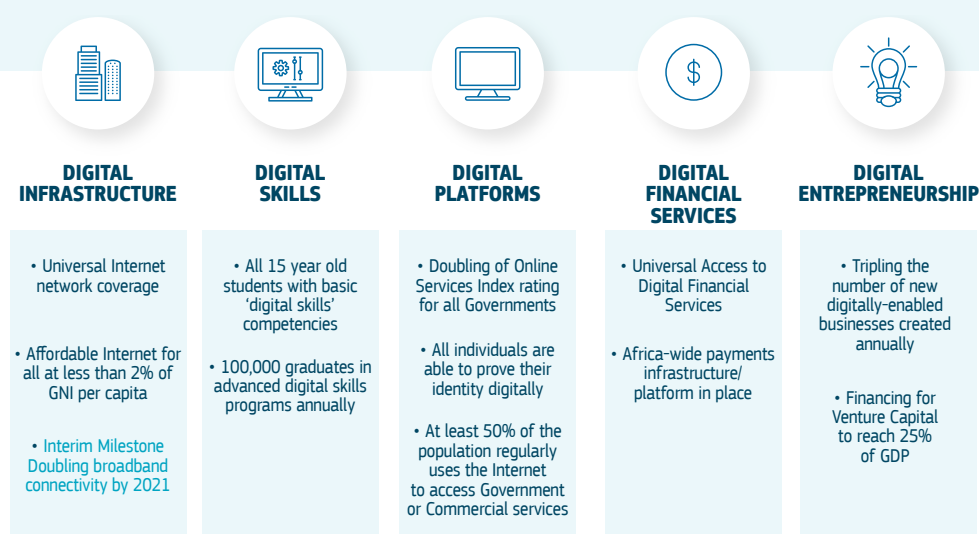 DIGITAL
INFRASTRUCTURE
• Universal Internet
network coverage
• Affordable Internet for
all at less than 2% of
GNI per capita
• Interim Milestone
Doubling broadband
connectivity by 2021
DIGITAL
SKILLS
• All 15 year old
students with basic
‘digital skills’
competencies
• 100,000 graduates in
advanced digital skills
programs annually
DIGITAL
PLATFORMS
• Doubling of Online
Services Index rating
for all Governments
• All individuals are
able to prove their
identity digitally
• At least 50% of the
population regularly
uses the Internet
to access Government
or Commercial services
DIGITAL
FINANCIAL
SERVICES
• Universal Access to
Digital Financial
Services
• Africa-wide payments
infrastructure/
platform in place
DIGITAL
ENTREPRENEURSHIP
• Tripling the
number of new
digitally-enabled
businesses created
annually
• Financing for
Venture Capital
to reach 25%
of GDP